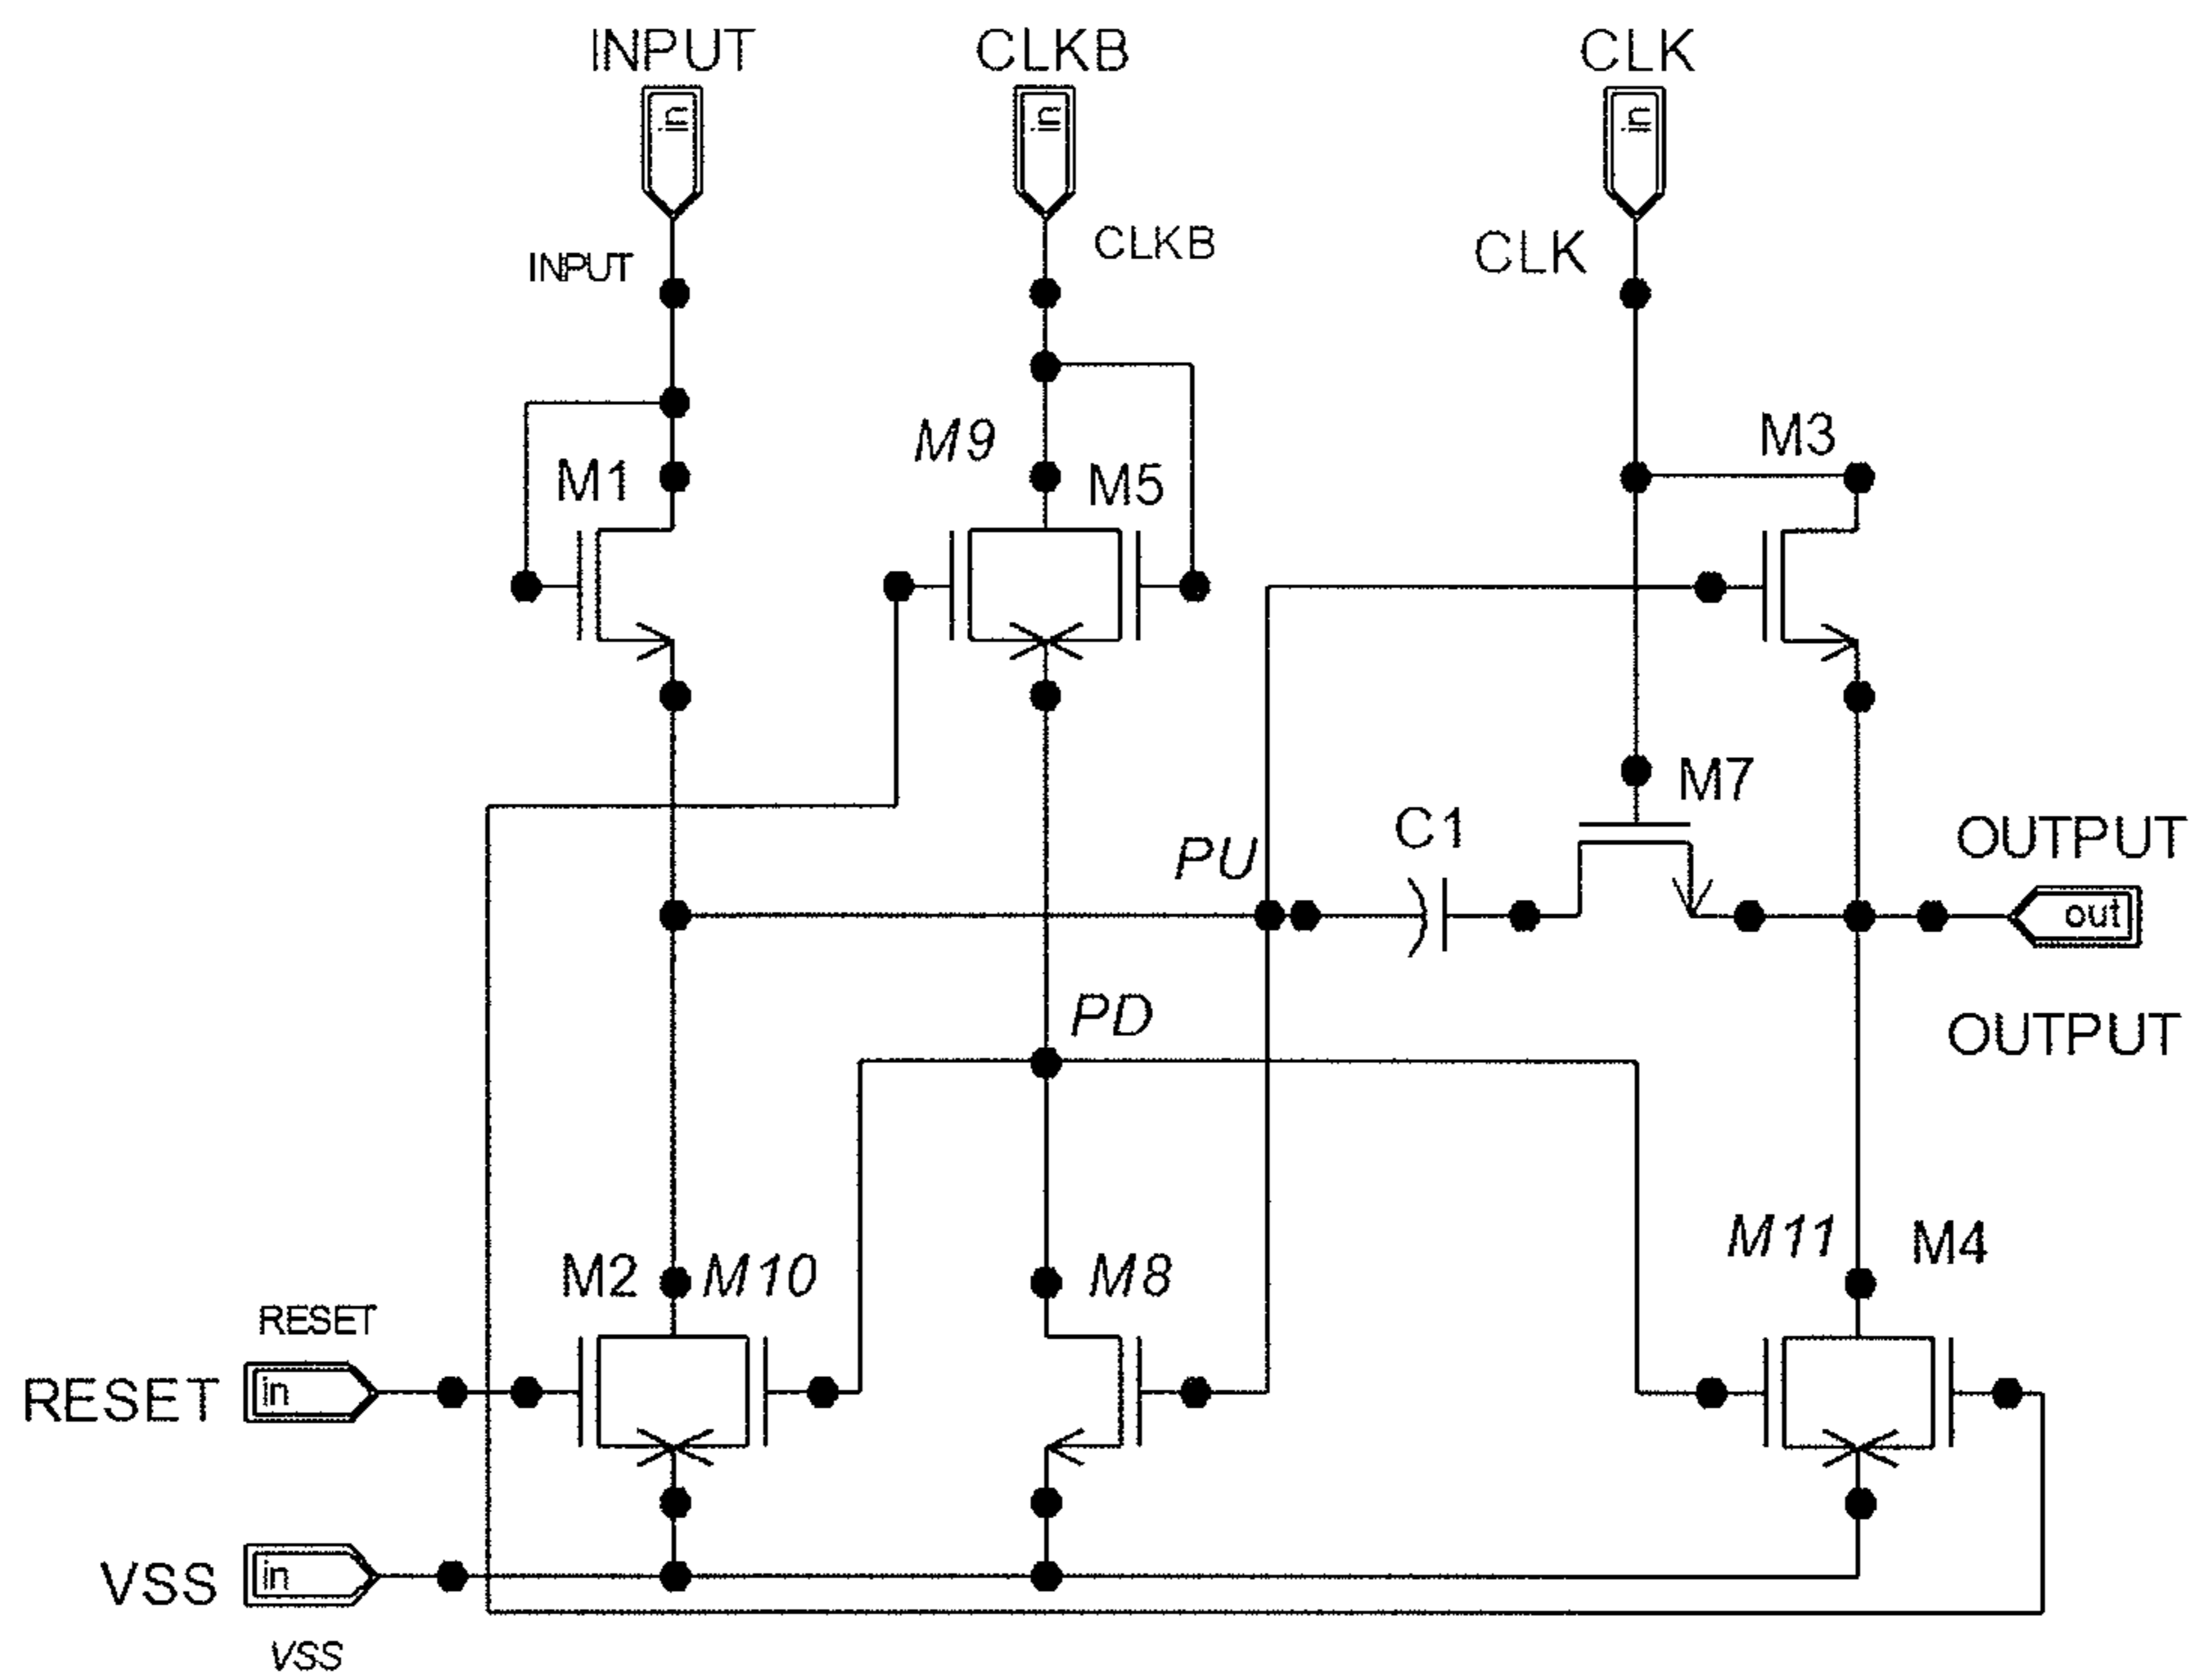 INPUT
CLKB
CLK
in
in
in
INPUT
CLKB
CLK
M9
M3
M1
M5
M7
C1
OUTPUT
PU
out
PD
OUTPUT
M11
M4
M2
M10
M8
RESET
RESET
in
VSS
in
VSS